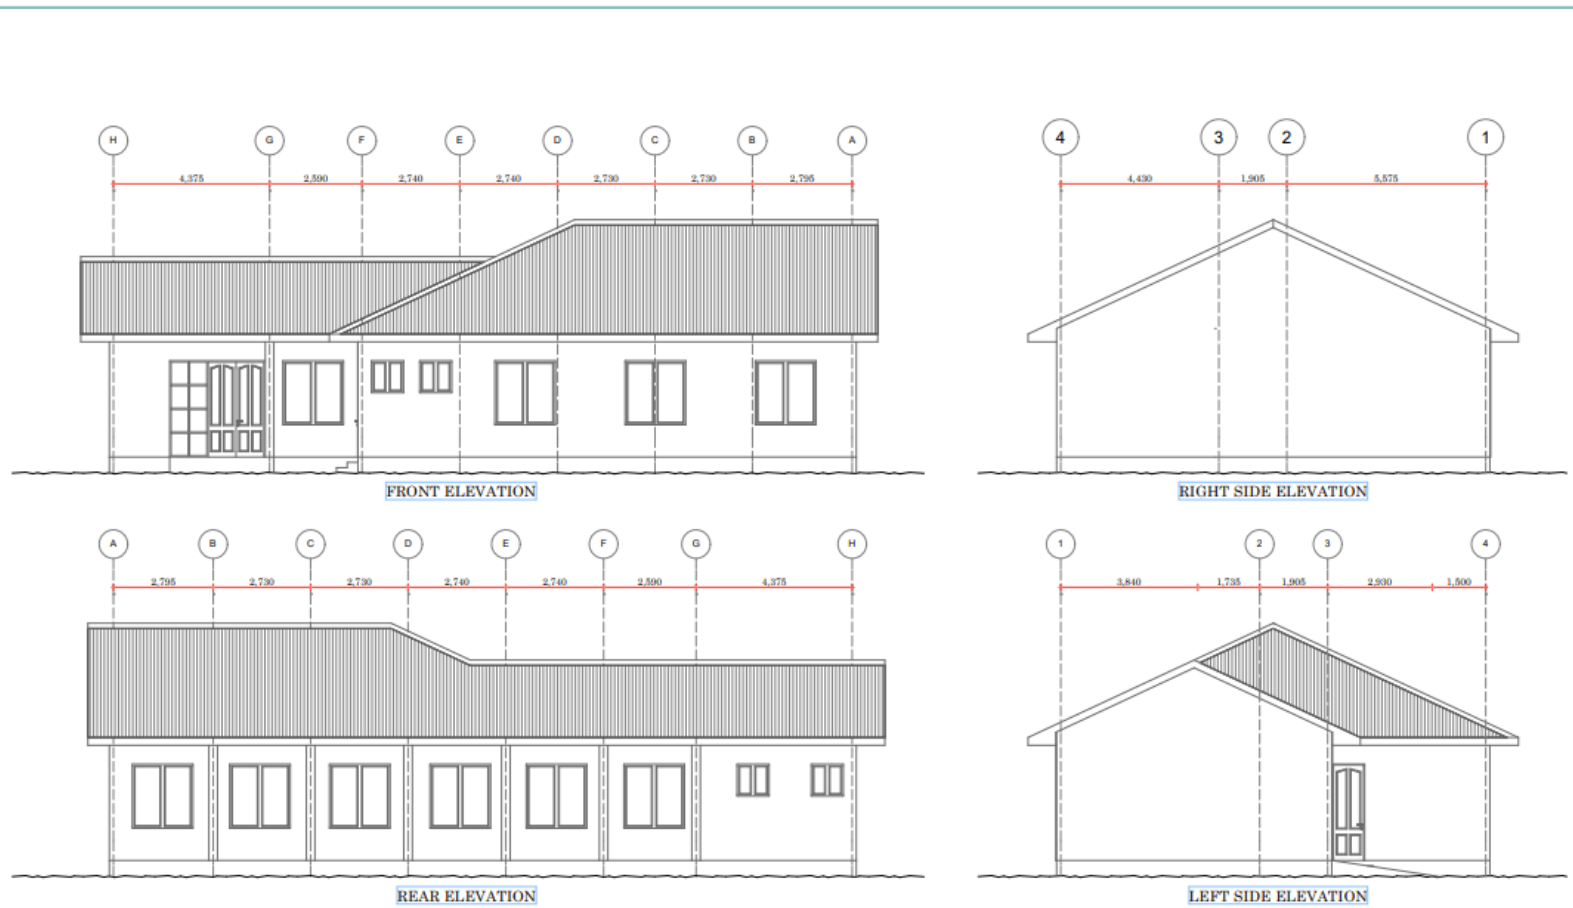 H G F E D C B A
4,375 2,590 2,740 2,740 2,730 2,730 2,795
FRONT ELEVATION
4 3 2 1
4,430 1,905 5,575
RIGHT SIDE ELEVATION
A B C D E F G H
2,795 2,730 2,730 2,740 2,740 2,590 4,375
REAR ELEVATION
1 2 3 4
3,840 1,735 1,905 2,930 1,500
LEFT SIDE ELEVATION